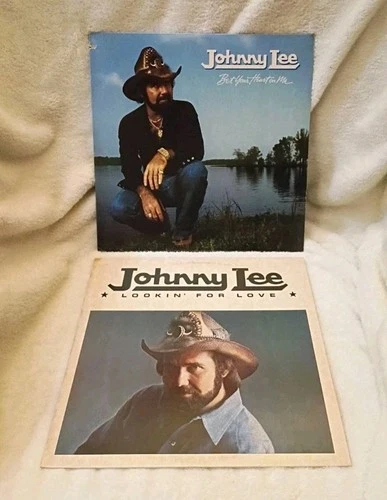 Johnny Lee
Bet Your Heart on Me
Johnny Lee
★ LOOKIN' FOR LOVE ★